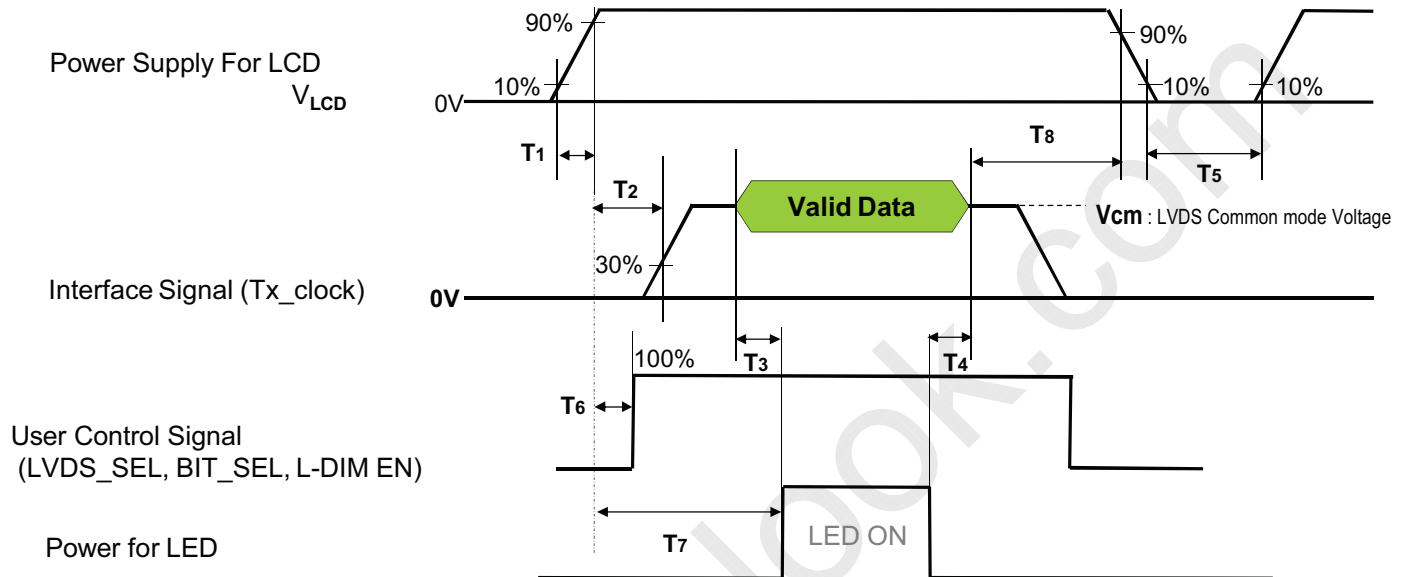 90%
90%
Power Supply For LCD
VLCD
10%
10%
10%
0V
T1
T8
T5
T2
Valid Data
Vcm : LVDS Common mode Voltage
30%
Interface Signal (Tx_clock)
0V
100%
T3
T4
T6
User Control Signal
(LVDS_SEL, BIT_SEL, L-DIM EN)
T7
LED ON
Power for LED
look.com